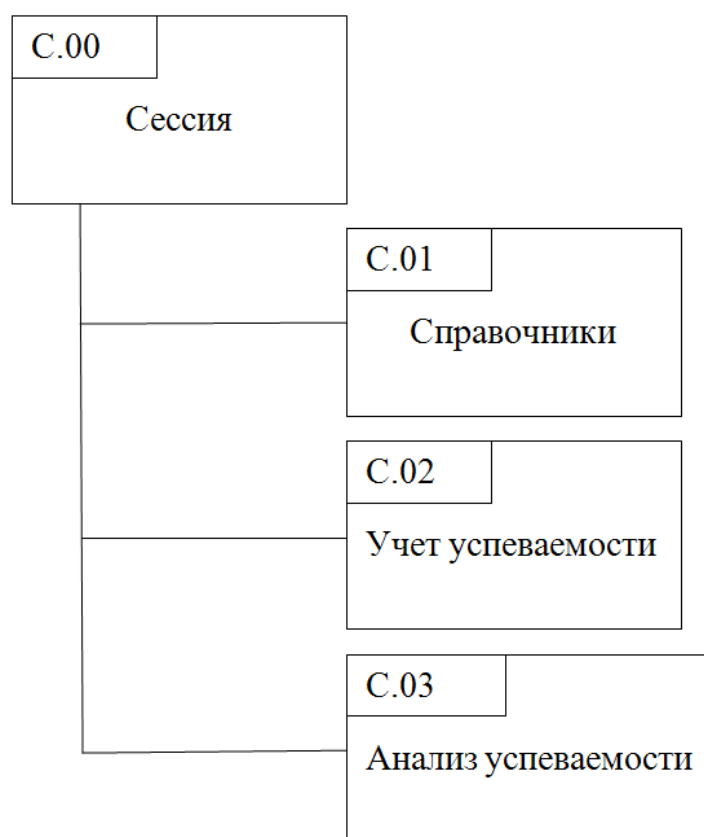 С.00
Сессия
С.01
Справочники
С.02
Учет успеваемости
С.03
Анализ успеваемости